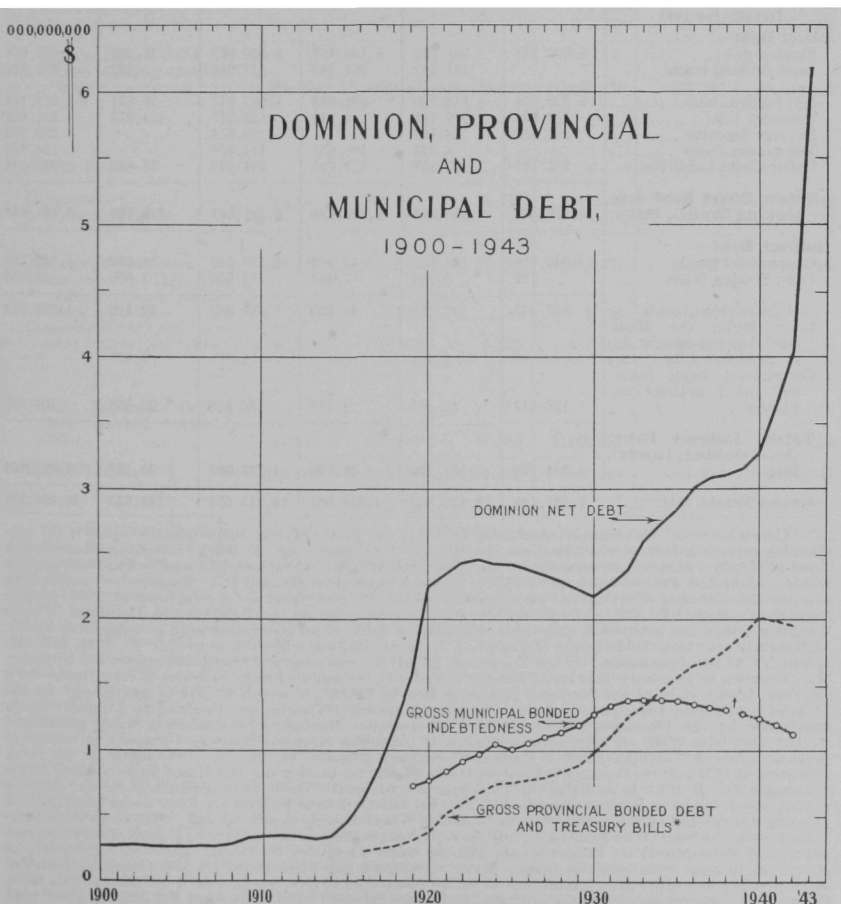 000,000,000
$
DOMINION, PROVINCIAL
AND
MUNICIPAL DEBT,
1900-1943
6
5
4
3
2
1
0
DOMINION NET DEBT
GROSS MUNICIPAL BONDED
INDEBTEDNESS
†
GROSS PROVINCIAL BONDED DEBT
AND TREASURY BILLS*
1900 1910 1920 1930 1940 '43